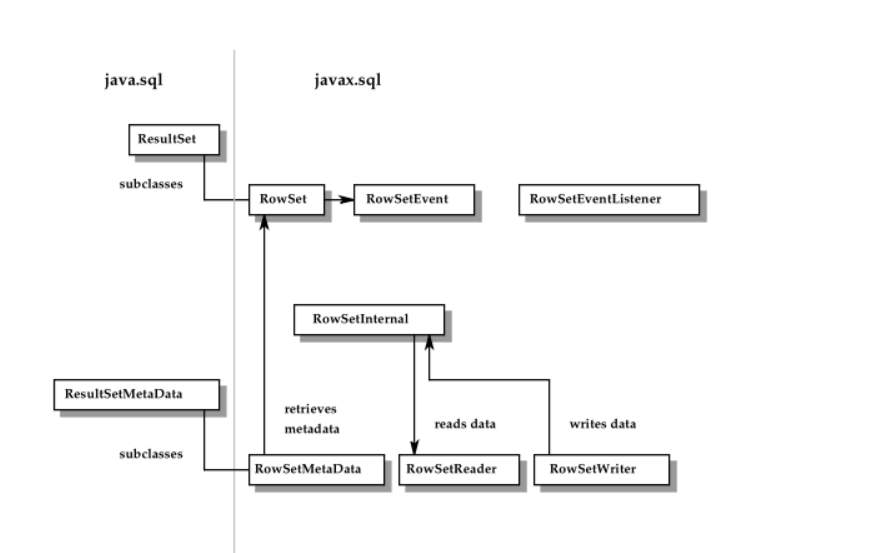 java.sql
javax.sql
ResultSet
subclasses
RowSet
RowSetEvent
RowSetEventListener
RowSetInternal
ResultSetMetaData
retrieves
metadata
reads data
writes data
subclasses
RowSetMetaData
RowSetReader
RowSetWriter